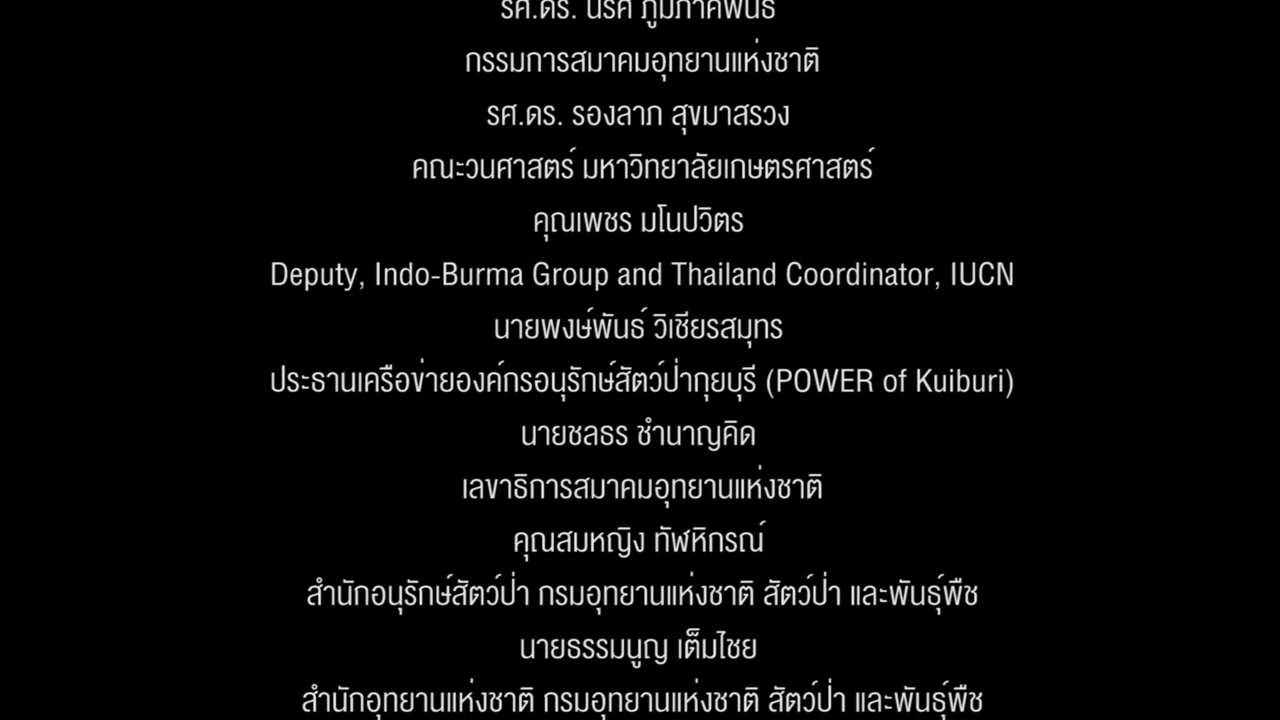 รศ.ดร. นริศ ภูมิภาคพันธ์
กรรมการสมาคมอุทยานแห่งชาติ
รศ.ดร. รองลาภ สุขมาสรวง
คณะวนศาสตร์ มหาวิทยาลัยเกษตรศาสตร์
คุณเพชร มโนปวิตร
Deputy, Indo-Burma Group and Thailand Coordinator, IUCN
นายพงษ์พันธ์ วิเชียรสมุทร
ประธานเครือข่ายองค์กรอนุรักษ์สัตว์ป่ากุยบุรี (POWER of Kuiburi)
นายชลธร ชำนาญคิด
เลขาธิการสมาคมอุทยานแห่งชาติ
คุณสมหญิง ทัฬหิกรณ์
สำนักอนุรักษ์สัตว์ป่า กรมอุทยานแห่งชาติ สัตว์ป่า และพันธุ์พืช
นายธรรมนูญ เต็มไชย
สำนักอุทยานแห่งชาติ กรมอุทยานแห่งชาติ สัตว์ป่า และพันธุ์พืช